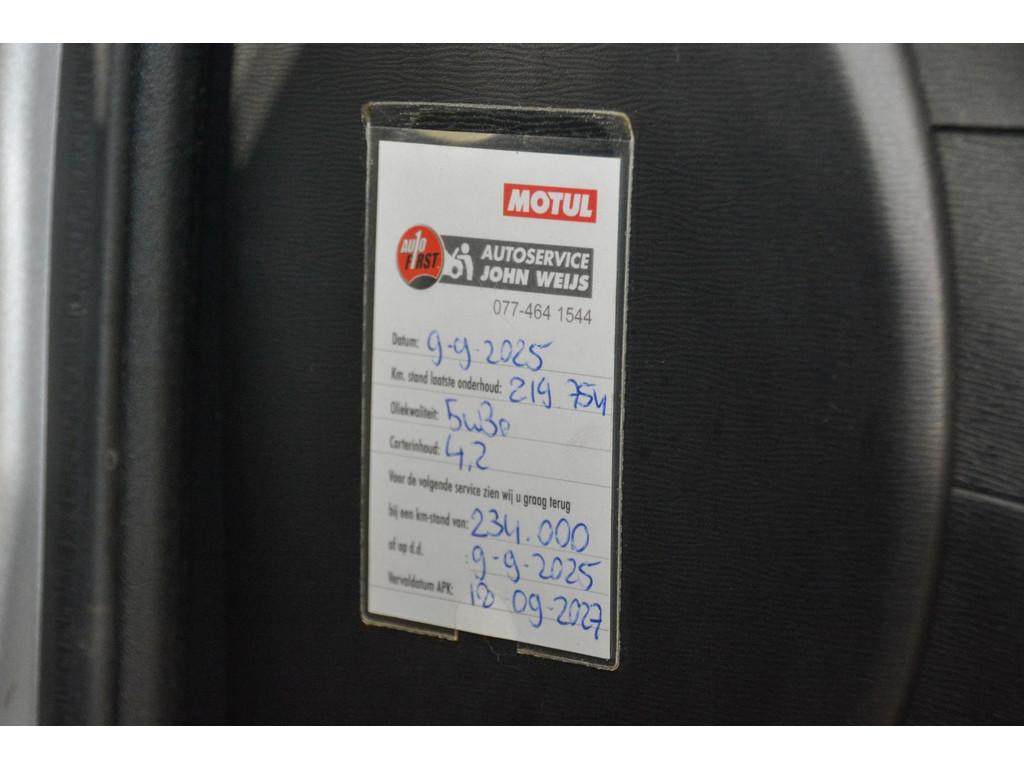 MOTUL
AUTO FIRST
AUTOSERVICE
JOHN WEIJS
077-464 1544
Datum: 9-9-2025
Km. stand laatste onderhoud: 219 754
Oliekwaliteit: 5w30
Carterinhoud: 4,2
Voor de volgende service zien wij u graag terug
bij een km-stand van: 234.000
of op d.d. : 9-9-2025
Vervaldatum APK: 18-09-2027